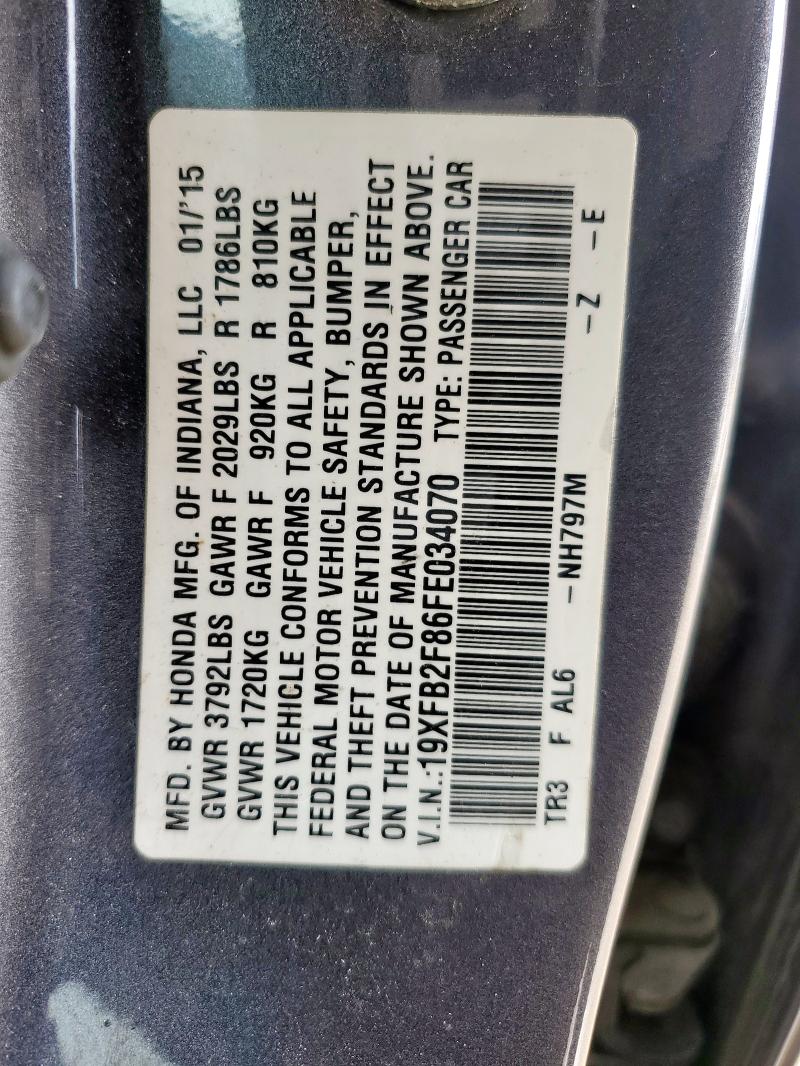 MFD. BY HONDA MFG. OF INDIANA, LLC 01/'15
GVWR 3792LBS GAWR F 2029LBS R 1786LBS
GVWR 1720KG GAWR F 920KG R 810KG
THIS VEHICLE CONFORMS TO ALL APPLICABLE
FEDERAL MOTOR VEHICLE SAFETY, BUMPER,
AND THEFT PREVENTION STANDARDS IN EFFECT
ON THE DATE OF MANUFACTURE SHOWN ABOVE.
V.I.N.:19XFB2F86FE034070 TYPE: PASSENGER CAR
TR3 F AL6 -NH797M -Z -E